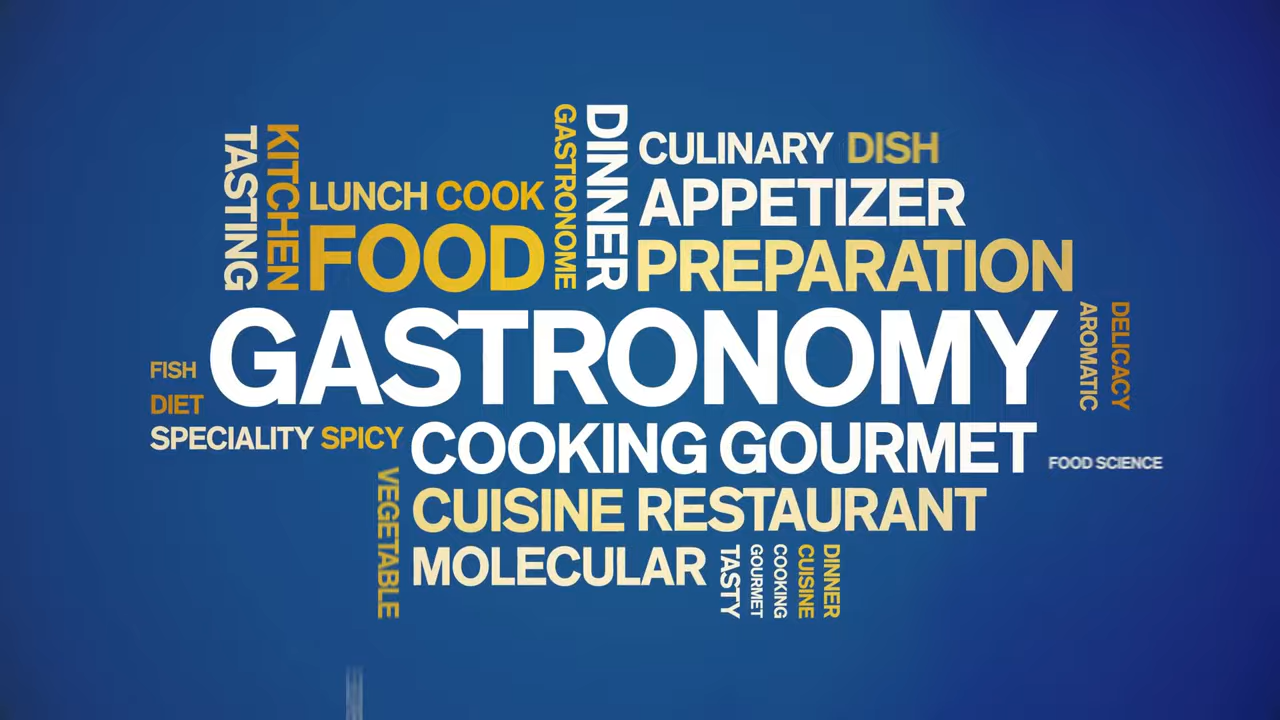 TASTING
KITCHEN
LUNCH COOK
FOOD
GASTRONOME
DINNER
CULINARY DISH
APPETIZER
PREPARATION
GASTRONOMY
AROMATIC
DELICACY
FISH
DIET
SPECIALITY SPICY
COOKING GOURMET
FOOD SCIENCE
VEGETABLE
CUISINE RESTAURANT
MOLECULAR
TASTY
GOURMET
COOKING
CUISINE
DINNER